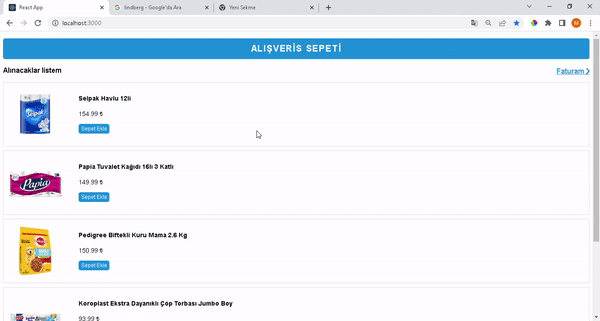 React App
lindberg - Google'da Ara
Yeni Sekme
localhost:3000
M
ALIŞVERİS SEPETİ
Alınacaklar listem
Faturam ❯
Selpak
Selpak Havlu 12li
154.99 ₺
Sepet Ekle
Papia
Papia Tuvalet Kağıdı 16lı 3 Katlı
149.99 ₺
Sepet Ekle
Pedigree Biftekli Kuru Mama 2.6 Kg
150.99 ₺
Sepet Ekle
Koroplast Ekstra Dayanıklı Çöp Torbası Jumbo Boy
93.99 ₺